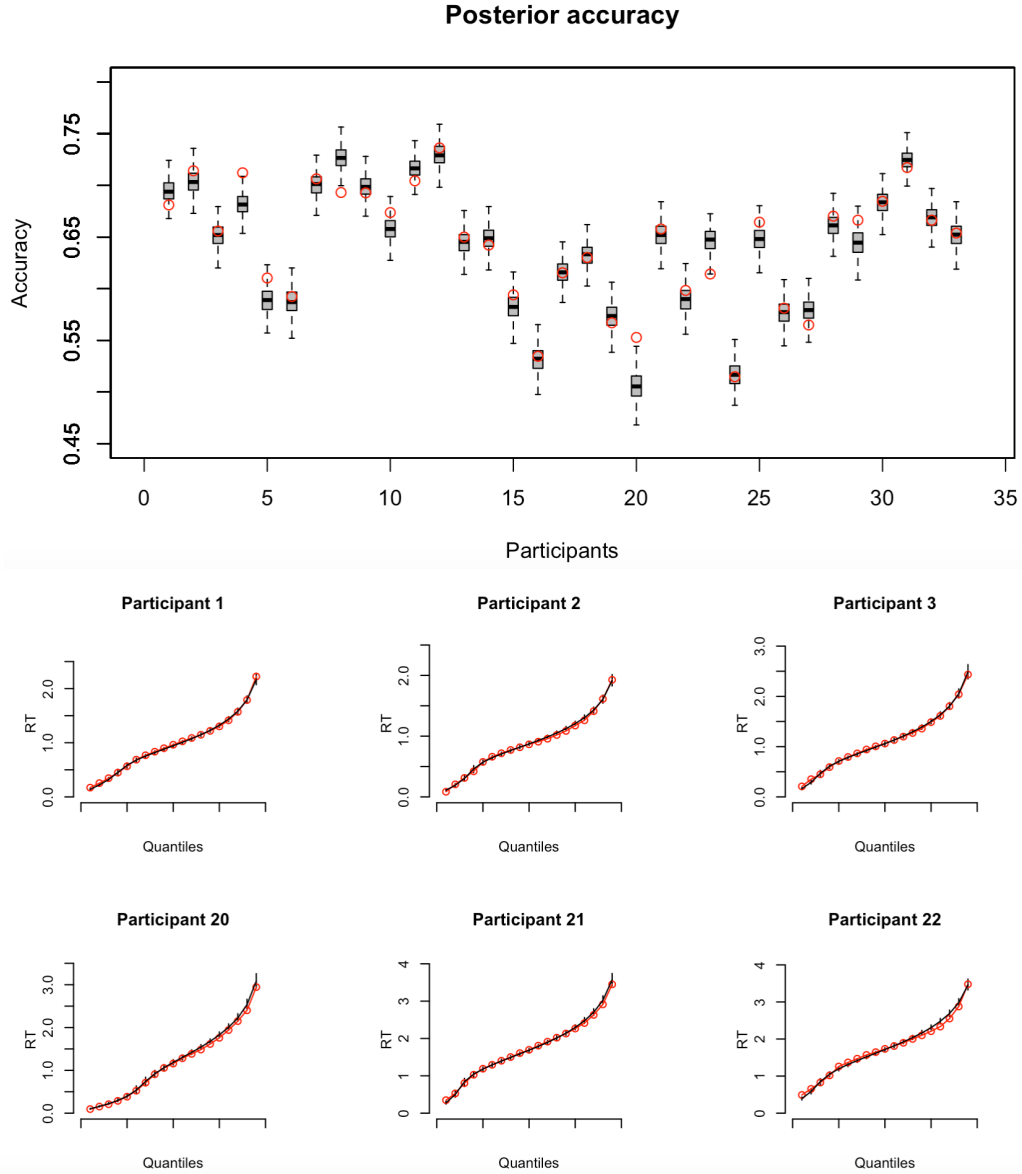 Posterior accuracy
Accuracy
0.75
0.65
0.55
0.45
0 5 10 15 20 25 30 35
Participants
Participant 1 Participant 2 Participant 3
RT
2.0
1.0
0.0
Quantiles
RT
2.0
1.0
0.0
Quantiles
RT
3.0
2.0
1.0
0.0
Quantiles
Participant 20 Participant 21 Participant 22
RT
3.0
2.0
1.0
0.0
Quantiles
RT
4
3
2
1
0
Quantiles
RT
4
3
2
1
0
Quantiles